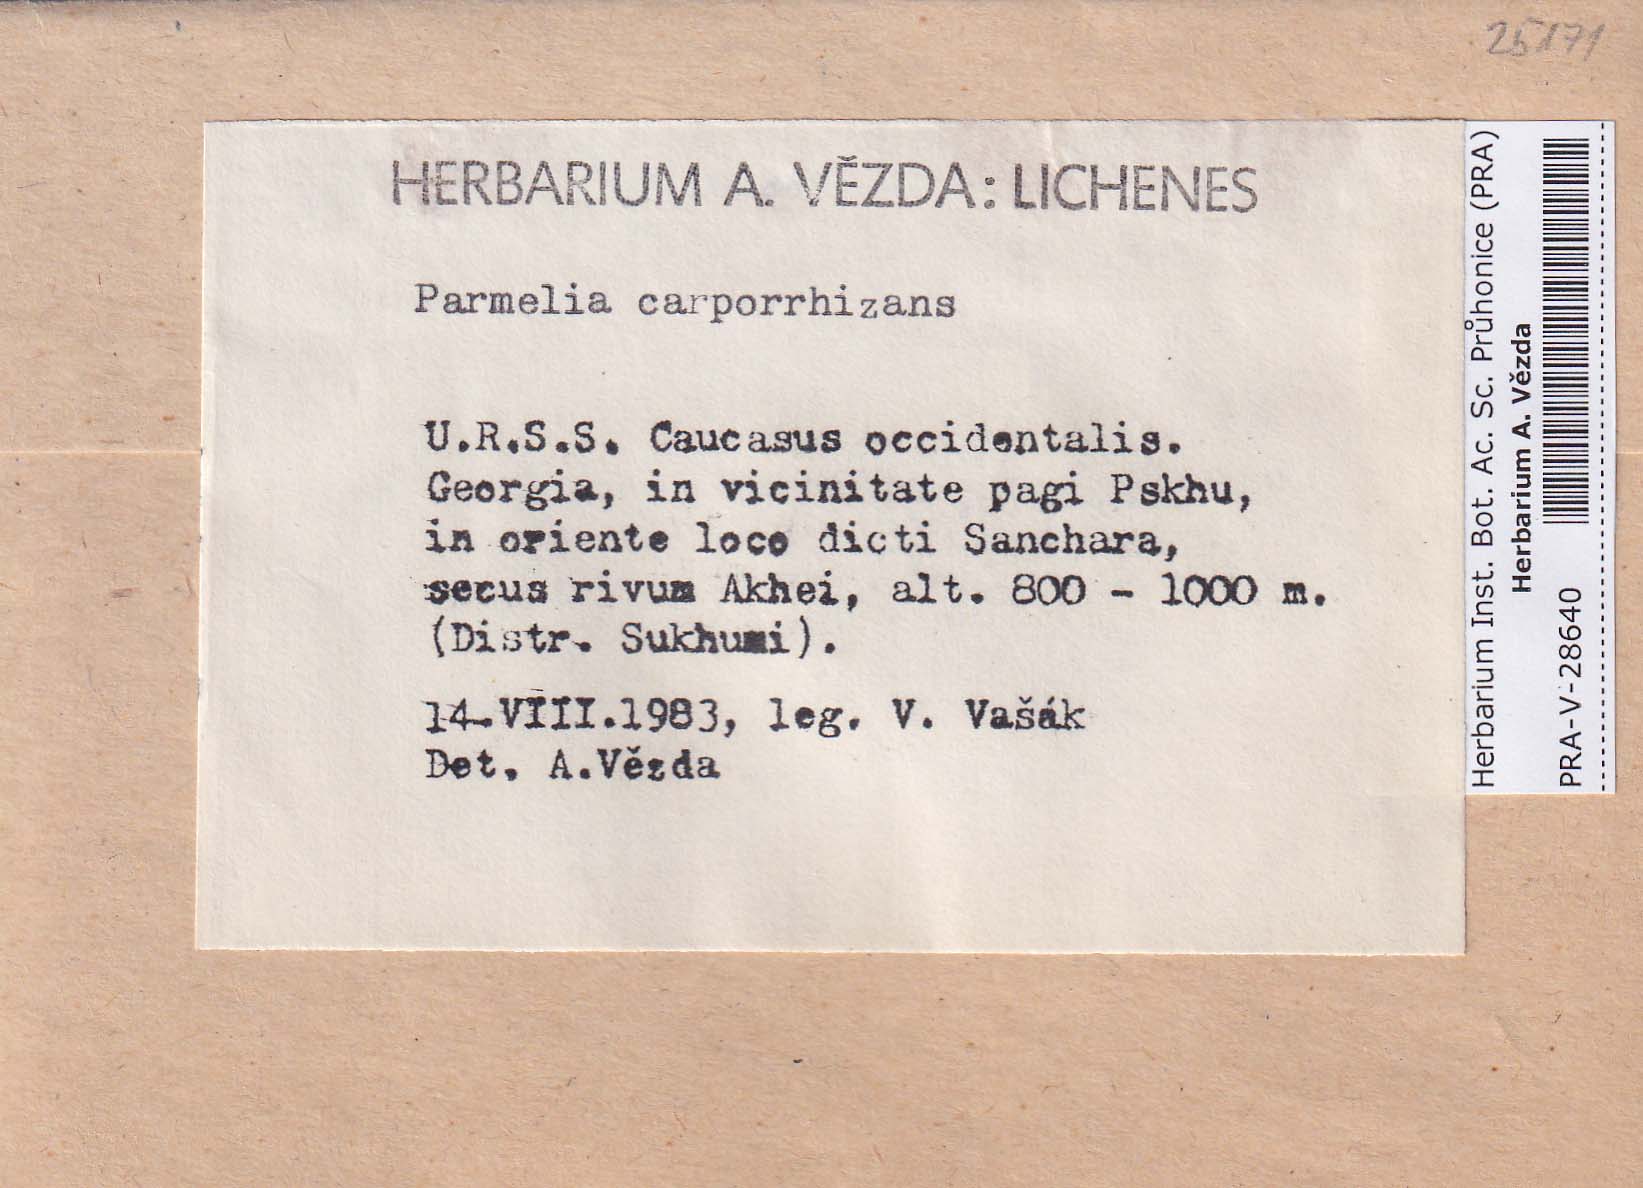 25171
HERBARIUM A. VĚZDA: LICHENES
Parmelia carporrhizans
U.R.S.S. Caucasus occidentalis.
Georgia, in vicinitate pagi Pskhu,
in oriente loco dicti Sanchara,
secus rivum Akhei, alt. 800 - 1000 m.
(Distr. Sukhumi).
14.VIII.1983, leg. V. Vašák
Det. A.Vězda
Herbarium Inst. Bot. Ac. Sc. Průhonice (PRA)
Herbarium A. Vězda
PRA-V-28640